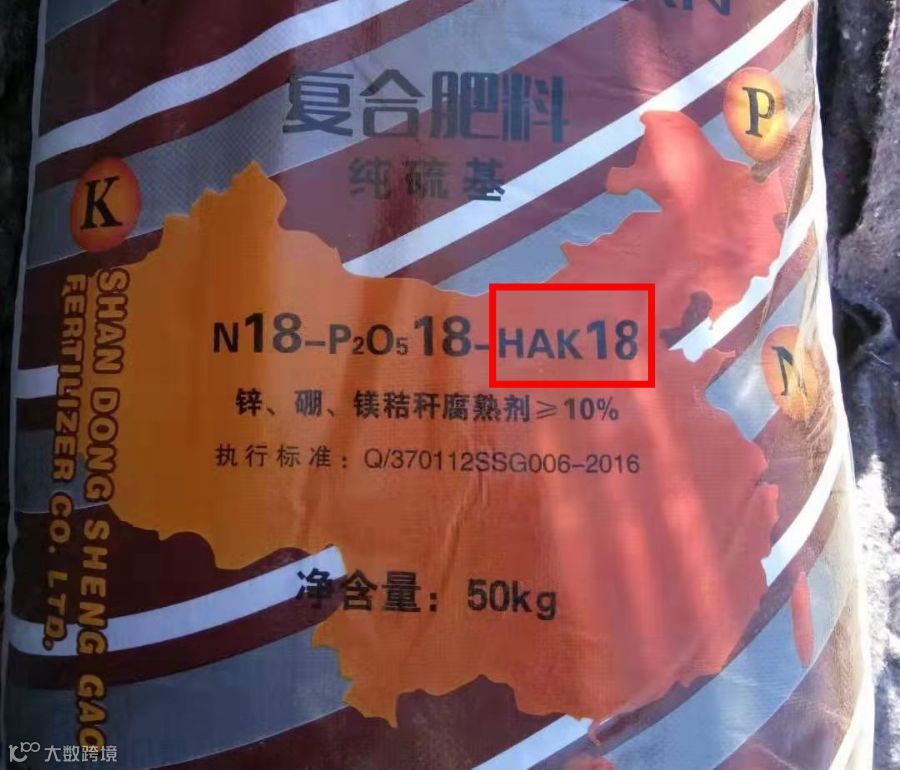 复合肥料
纯硫基
K
P
N18-P₂O₅18-HAK18
锌、硼、镁秸秆腐熟剂≥10%
执行标准：Q/370112SSG006-2016
净含量：50kg
SHAN DONG SHENG GAO
FERTILIZER CO. LTD.
大数跨境